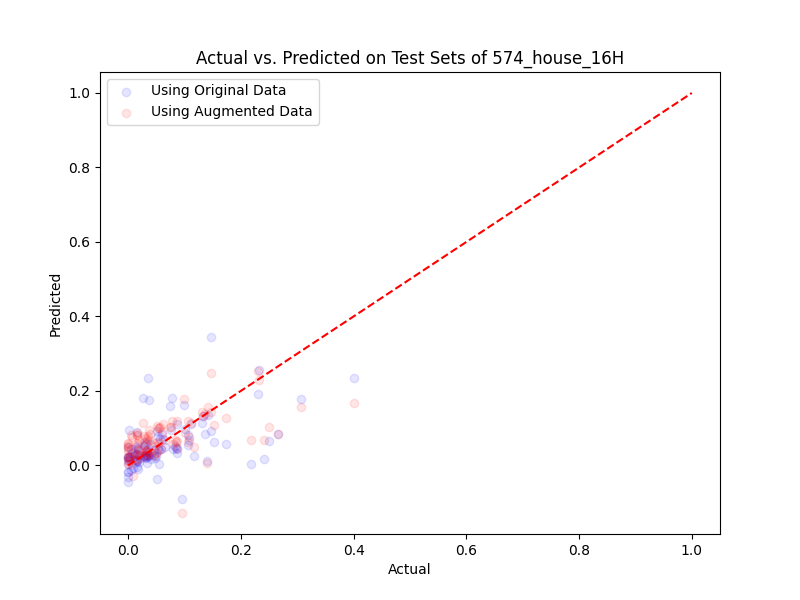 Actual vs. Predicted on Test Sets of 574_house_16H
Using Original Data
Using Augmented Data
1.0
0.8
0.6
0.4
0.2
0.0
Predicted
0.0 0.2 0.4 0.6 0.8 1.0
Actual